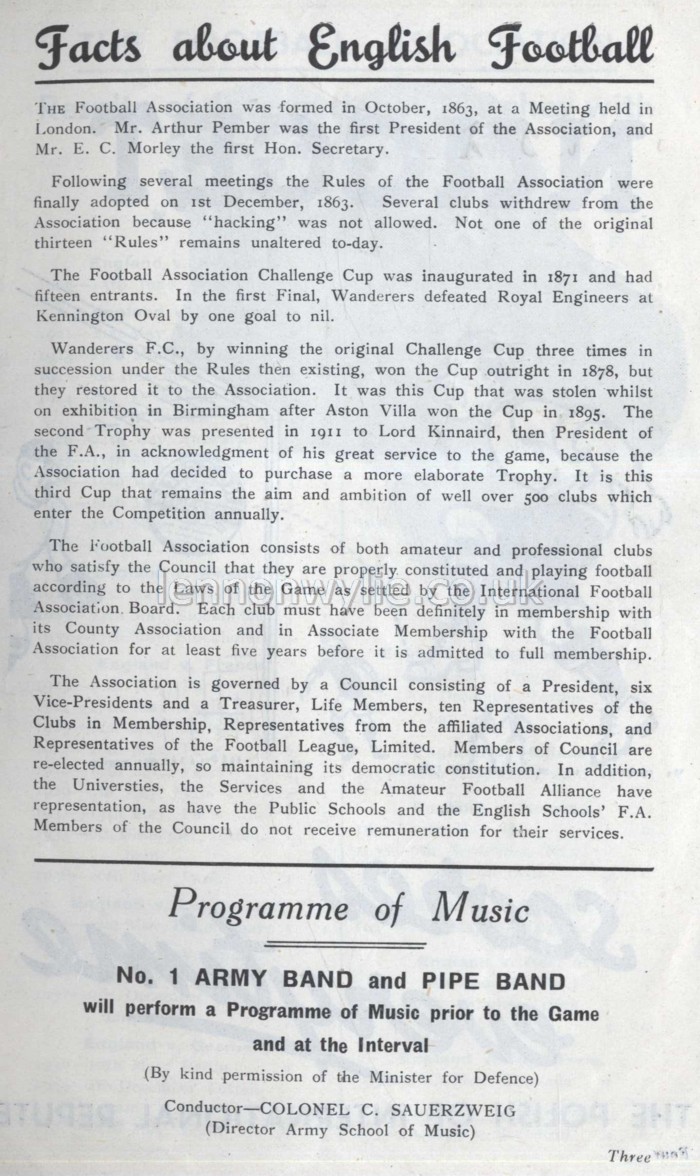 Facts about English Football
THE Football Association was formed in October, 1863, at a Meeting held in
London. Mr. Arthur Pember was the first President of the Association, and
Mr. E. C. Morley the first Hon. Secretary.
Following several meetings the Rules of the Football Association were
finally adopted on 1st December, 1863. Several clubs withdrew from the
Association because "hacking" was not allowed. Not one of the original
thirteen "Rules" remains unaltered to-day.
The Football Association Challenge Cup was inaugurated in 1871 and had
fifteen entrants. In the first Final, Wanderers defeated Royal Engineers at
Kennington Oval by one goal to nil.
Wanderers F.C., by winning the original Challenge Cup three times in
succession under the Rules then existing, won the Cup outright in 1878, but
they restored it to the Association. It was this Cup that was stolen whilst
on exhibition in Birmingham after Aston Villa won the Cup in 1895. The
second Trophy was presented in 1911 to Lord Kinnaird, then President of
the F.A., in acknowledgment of his great service to the game, because the
Association had decided to purchase a more elaborate Trophy. It is this
third Cup that remains the aim and ambition of well over 500 clubs which
enter the Competition annually.
The Football Association consists of both amateur and professional clubs
who satisfy the Council that they are properly constituted and playing football
according to the Laws of the Game as settled by the International Football
lennonwylie.co.uk
Association Board. Each club must have been definitely in membership with
its County Association and in Associate Membership with the Football
Association for at least five years before it is admitted to full membership.
The Association is governed by a Council consisting of a President, six
Vice-Presidents and a Treasurer, Life Members, ten Representatives of the
Clubs in Membership, Representatives from the affiliated Associations, and
Representatives of the Football League, Limited. Members of Council are
re-elected annually, so maintaining its democratic constitution. In addition,
the Universties, the Services and the Amateur Football Alliance have
representation, as have the Public Schools and the English Schools' F.A.
Members of the Council do not receive remuneration for their services.
Programme of Music
No. 1 ARMY BAND and PIPE BAND
will perform a Programme of Music prior to the Game
and at the Interval
(By kind permission of the Minister for Defence)
Conductor—COLONEL C. SAUERZWEIG
(Director Army School of Music)
Three